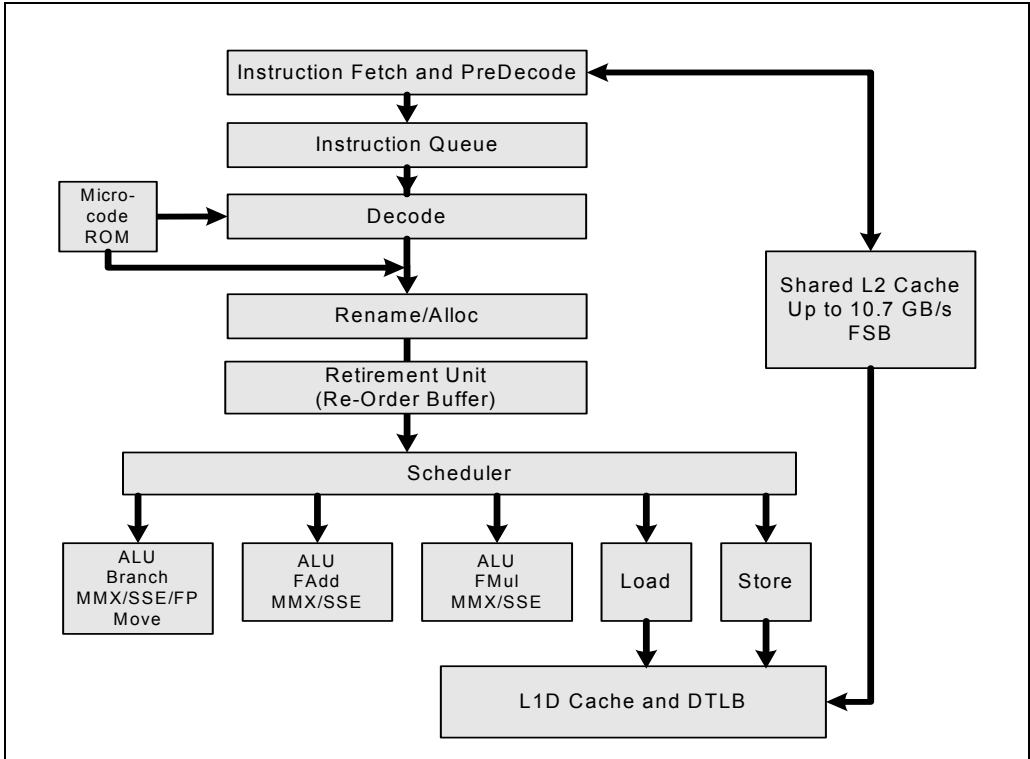 Instruction Fetch and PreDecode
Instruction Queue
Micro-
code
ROM
Decode
Shared L2 Cache
Up to 10.7 GB/s
FSB
Rename/Alloc
Retirement Unit
(Re-Order Buffer)
Scheduler
ALU
Branch
MMX/SSE/FP
Move
ALU
FAdd
MMX/SSE
ALU
FMul
MMX/SSE
Load
Store
L1D Cache and DTLB